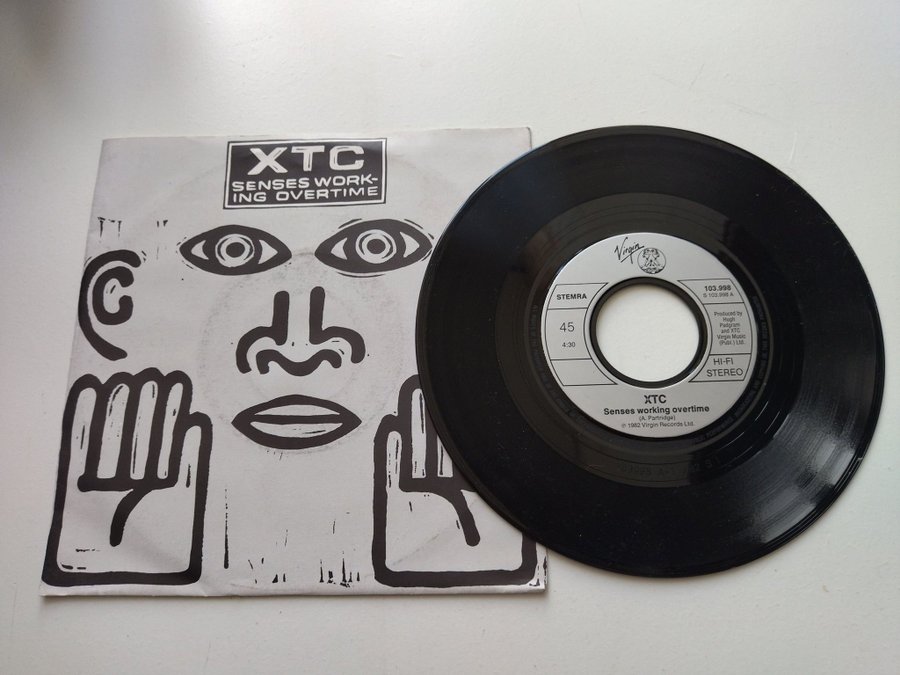 XTC
SENSES WORK-
ING OVERTIME
Virgin
STEMRA
45
4:30
103.998
S 103.998 A
Produced by
Hugh
Padgham
and XTC
Virgin Music
(Publ.) Ltd.
HI-FI
STEREO
XTC
Senses working overtime
(A. Partridge)
℗ 1982 Virgin Records Ltd.